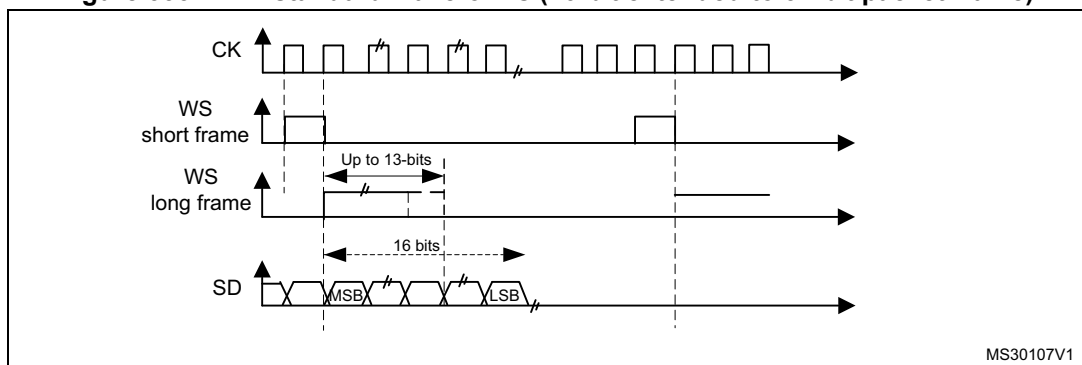 CK
WS
short frame
Up to 13-bits
WS
long frame
16 bits
SD
MSB
LSB
MS30107V1